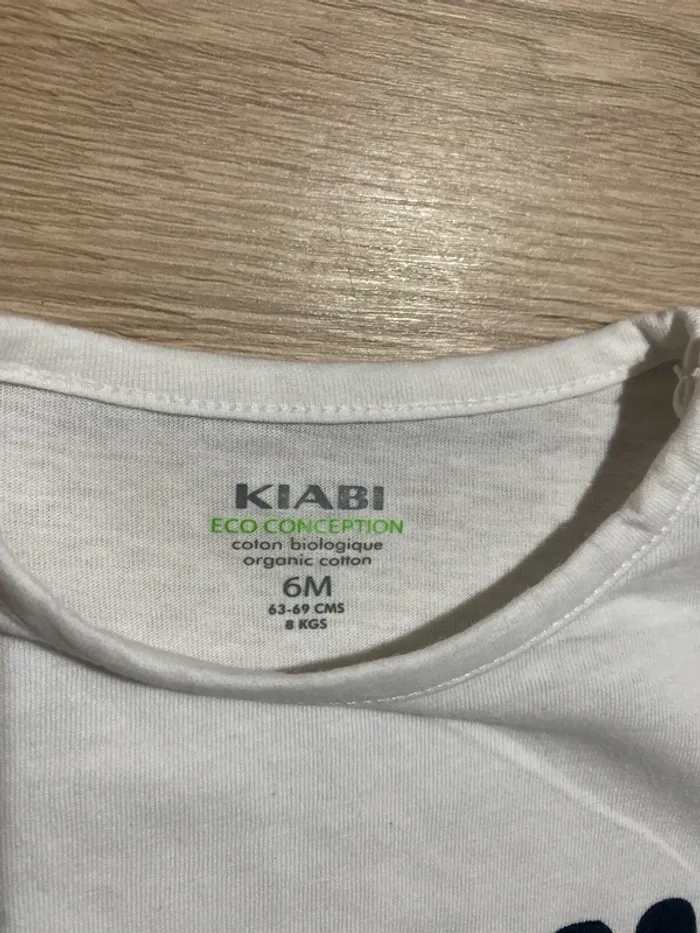 KIABI
ECO CONCEPTION
coton biologique
organic cotton
6M
63-69 CMS
8 KGS